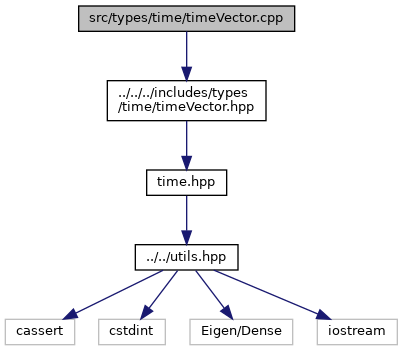 src/types/time/timeVector.cpp
../../../includes/types
/time/timeVector.hpp
time.hpp
../../utils.hpp
cassert
cstdint
Eigen/Dense
iostream